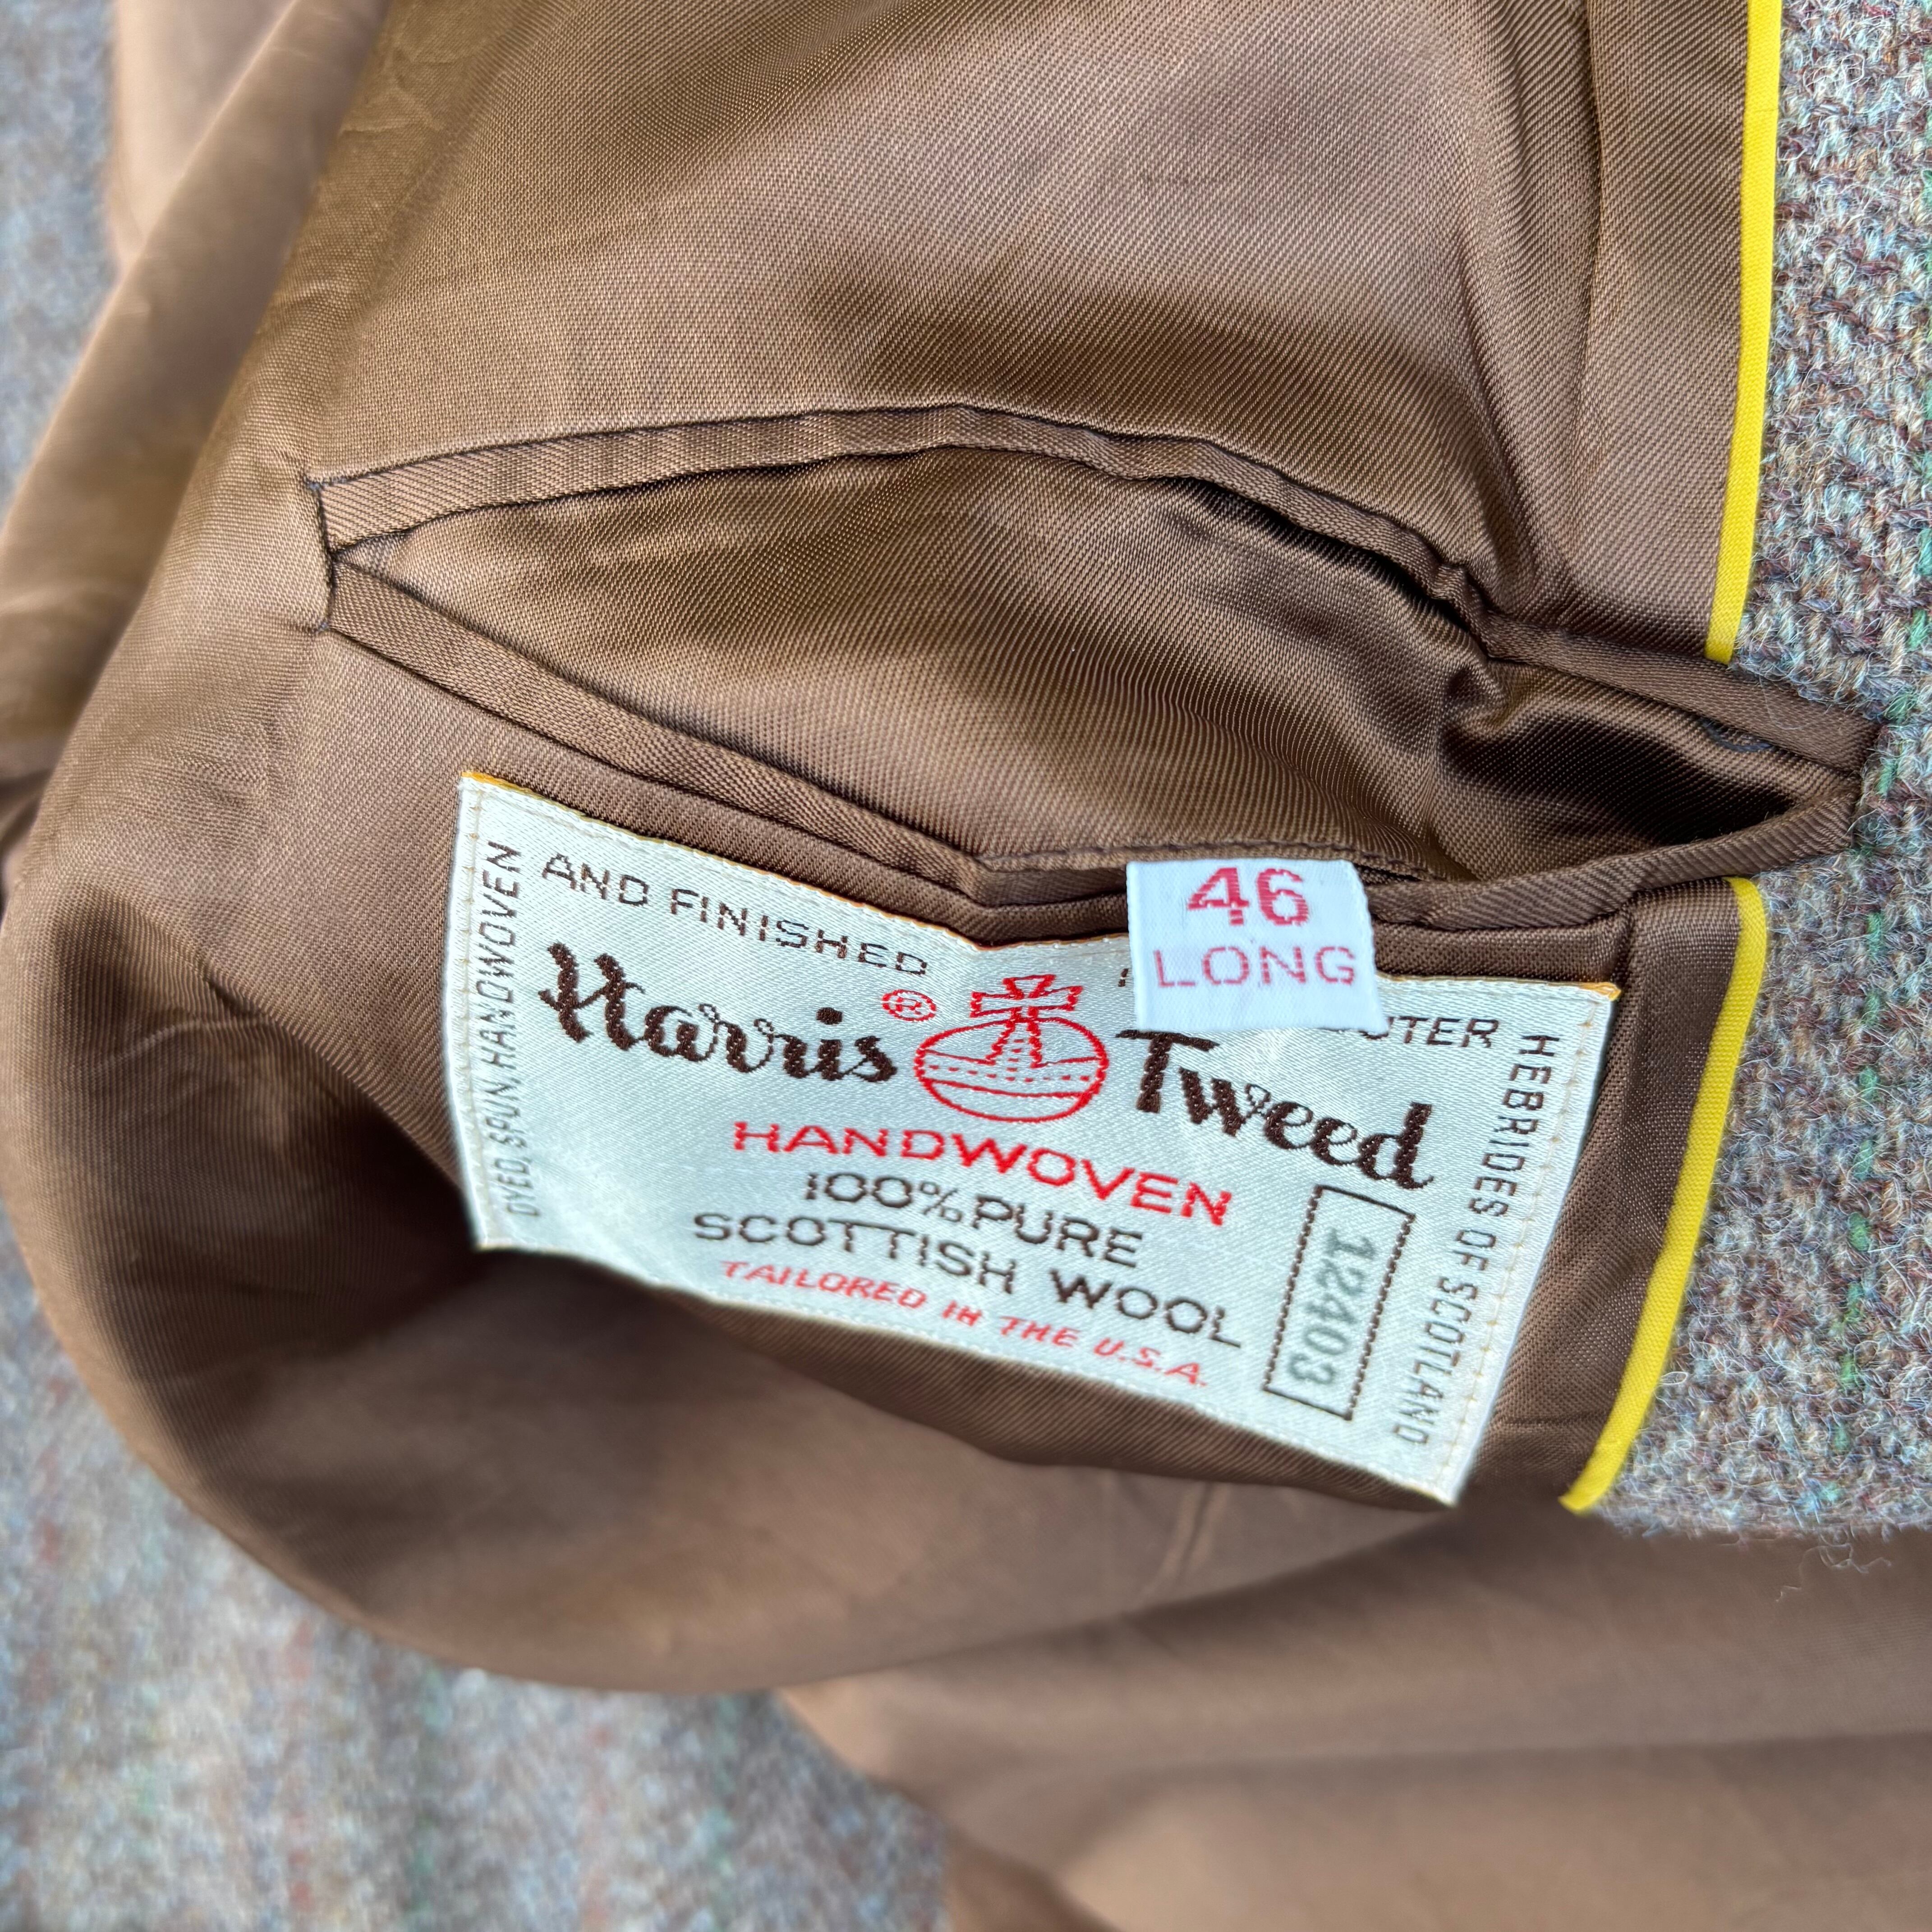 46
LONG
DYED, SPUN, HANDWOVEN
AND FINISHED
OUTER
HEBRIDES OF SCOTLAND
Harris ® Tweed
HANDWOVEN
100% PURE
SCOTTISH WOOL
TAILORED IN THE U.S.A.
12403